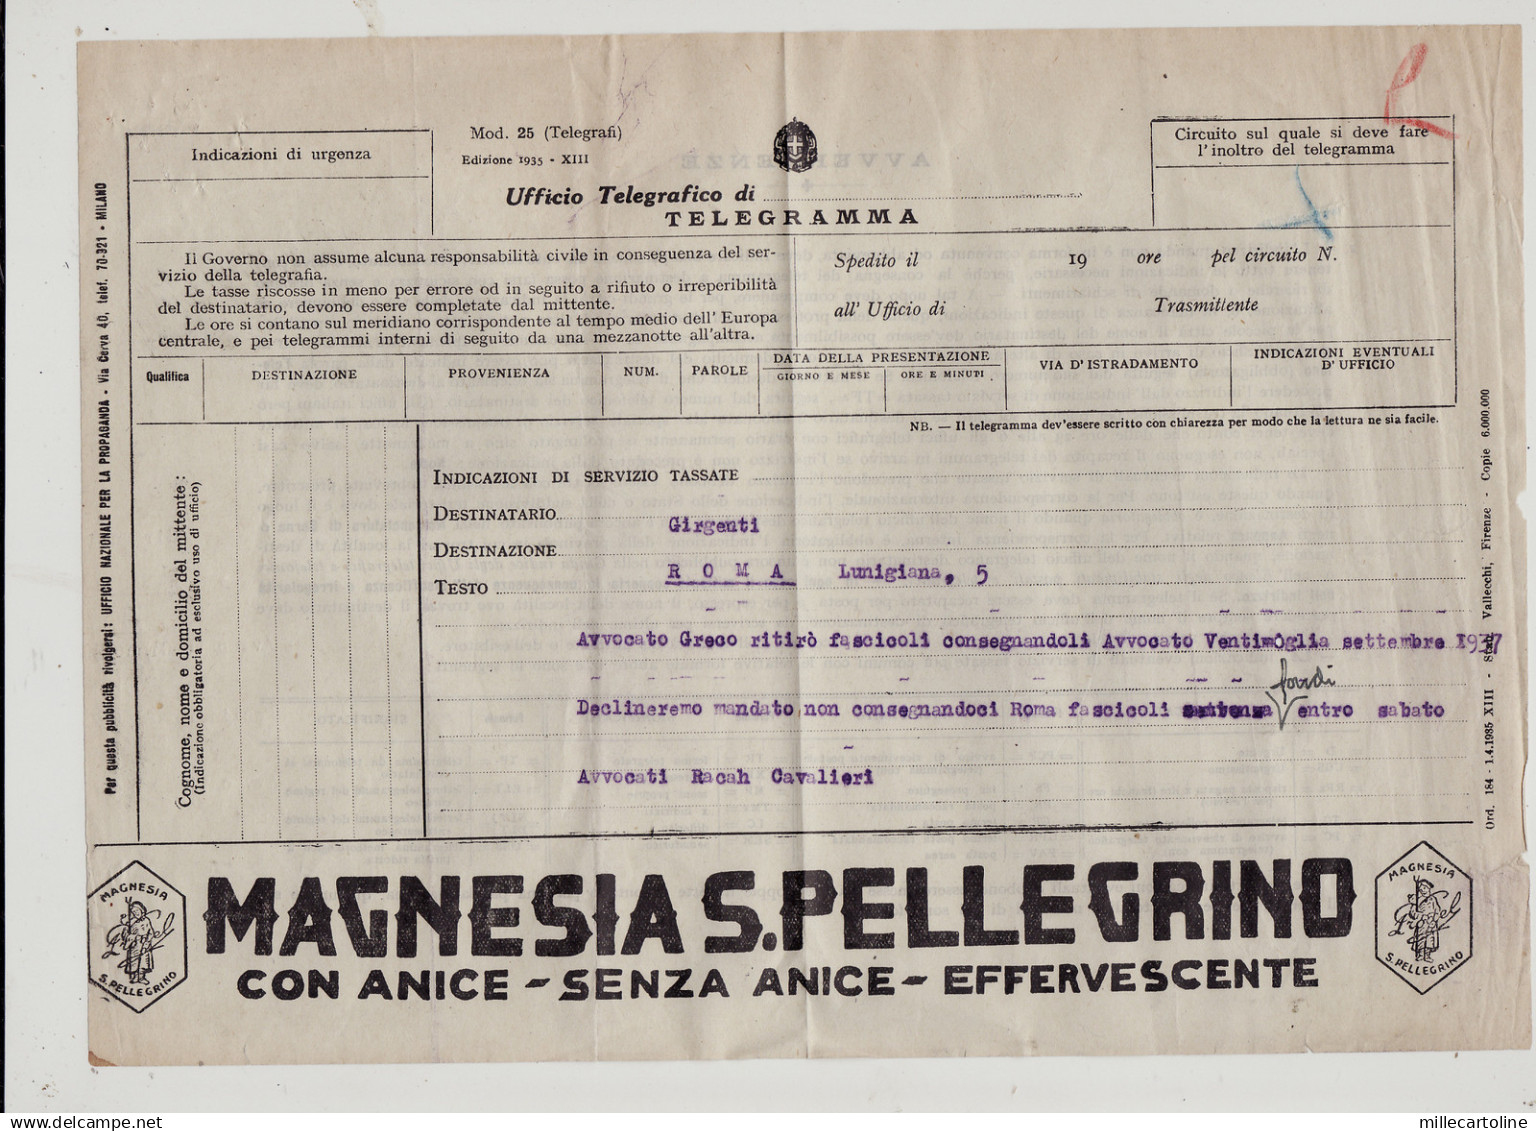 Mod. 25 (Telegrafi)
Edizione 1935 - XIII
Indicazioni di urgenza
Circuito sul quale si deve fare
l'inoltro del telegramma
Ufficio Telegrafico di
TELEGRAMMA
Il Governo non assume alcuna responsabilità civile in conseguenza del ser-
vizio della telegrafia.
Le tasse riscosse in meno per errore od in seguito a rifiuto o irreperibilità
del destinatario, devono essere completate dal mittente.
Le ore si contano sul meridiano corrispondente al tempo medio dell' Europa
centrale, e pei telegrammi interni di seguito da una mezzanotte all'altra.
Spedito il 19 ore pel circuito N.
all' Ufficio di Trasmittente
Qualifica
DESTINAZIONE
PROVENIENZA
NUM.
PAROLE
DATA DELLA PRESENTAZIONE
GIORNO E MESE
ORE E MINUTI
VIA D'ISTRADAMENTO
INDICAZIONI EVENTUALI
D'UFFICIO
NB. — Il telegramma dev'essere scritto con chiarezza per modo che la lettura ne sia facile.
Cognome, nome e domicilio del mittente:
(Indicazione obbligatoria ad esclusivo uso di ufficio)
INDICAZIONI DI SERVIZIO TASSATE
DESTINATARIO
Girgenti
DESTINAZIONE
ROMA Lunigiana, 5
TESTO
Avvocato Greco ritirò fascicoli consegnandoli Avvocato Ventimoglia settembre 1937
Declineremo mandato non consegnandoci Roma fascicoli entro sabato
Avvocati Racah Cavalieri
Per questa pubblicità rivolgersi: UFFICIO NAZIONALE PER LA PROPAGANDA - Via Cerva 40, telef. 70-321 - MILANO
Ord. 184 - 1.4.1935 XIII - Stab. Vallecchi, Firenze - Copie 6.000.000
MAGNESIA
S. PELLEGRINO
MAGNESIA S. PELLEGRINO
CON ANICE - SENZA ANICE - EFFERVESCENTE
MAGNESIA
S. PELLEGRINO
millecartoline